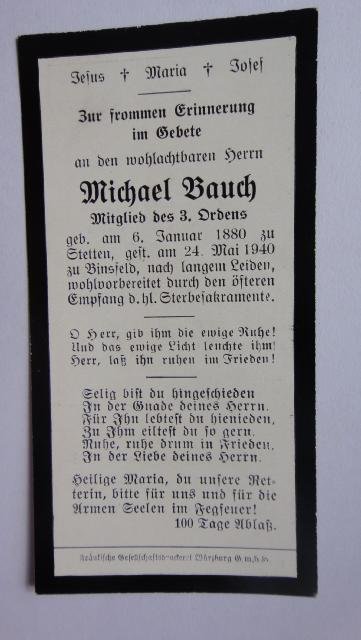 Jesus † Maria † Josef
Zur frommen Erinnerung
im Gebete
an den wohlachtbaren Herrn
Michael Bauch
Mitglied des 3. Ordens
geb. am 6. Januar 1880 zu
Stetten, gest. am 24. Mai 1940
zu Binsfeld, nach langem Leiden,
wohlvorbereitet durch den öfteren
Empfang d. hl. Sterbesakramente.
O Herr, gib ihm die ewige Ruhe!
Und das ewige Licht leuchte ihm!
Herr, laß ihn ruhen im Frieden!
Selig bist du hingeschieden
In der Gnade deines Herrn.
Für Ihn lebtest du hienieden,
Zu Ihm eiltest du so gern.
Ruhe, ruhe drum in Frieden,
In der Liebe deines Herrn.
Heilige Maria, du unsere Ret-
terin, bitte für uns und für die
Armen Seelen im Fegfeuer!
100 Tage Ablaß.
Fränkische Gesellschaftsdruckerei Würzburg G.m.b.H.